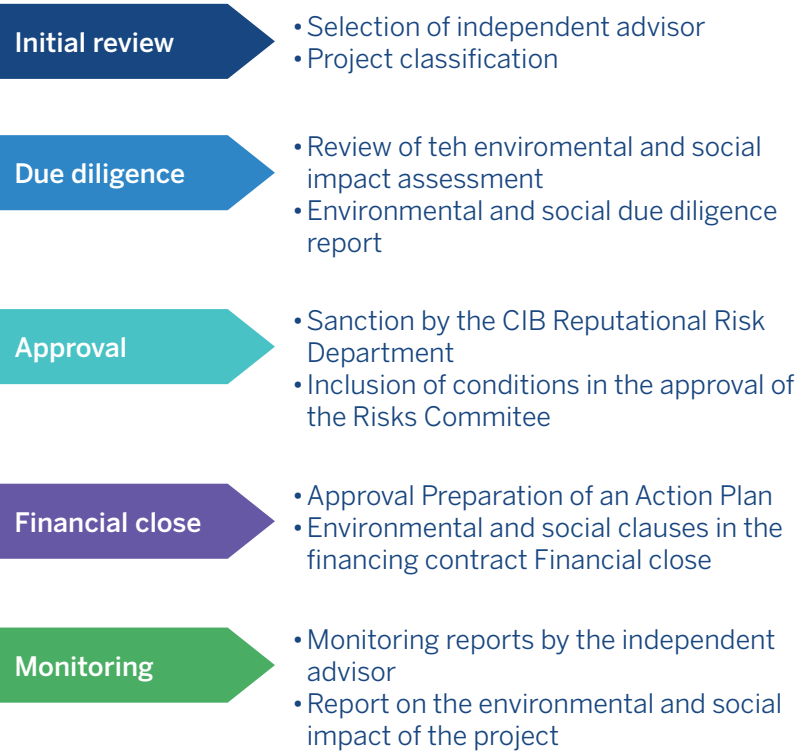 Initial review
• Selection of independent advisor
• Project classification
Due diligence
• Review of teh enviromental and social
impact assessment
• Environmental and social due diligence
report
Approval
• Sanction by the CIB Reputational Risk
Department
• Inclusion of conditions in the approval of
the Risks Commitee
Financial close
• Approval Preparation of an Action Plan
• Environmental and social clauses in the
financing contract Financial close
Monitoring
• Monitoring reports by the independent
advisor
• Report on the environmental and social
impact of the project